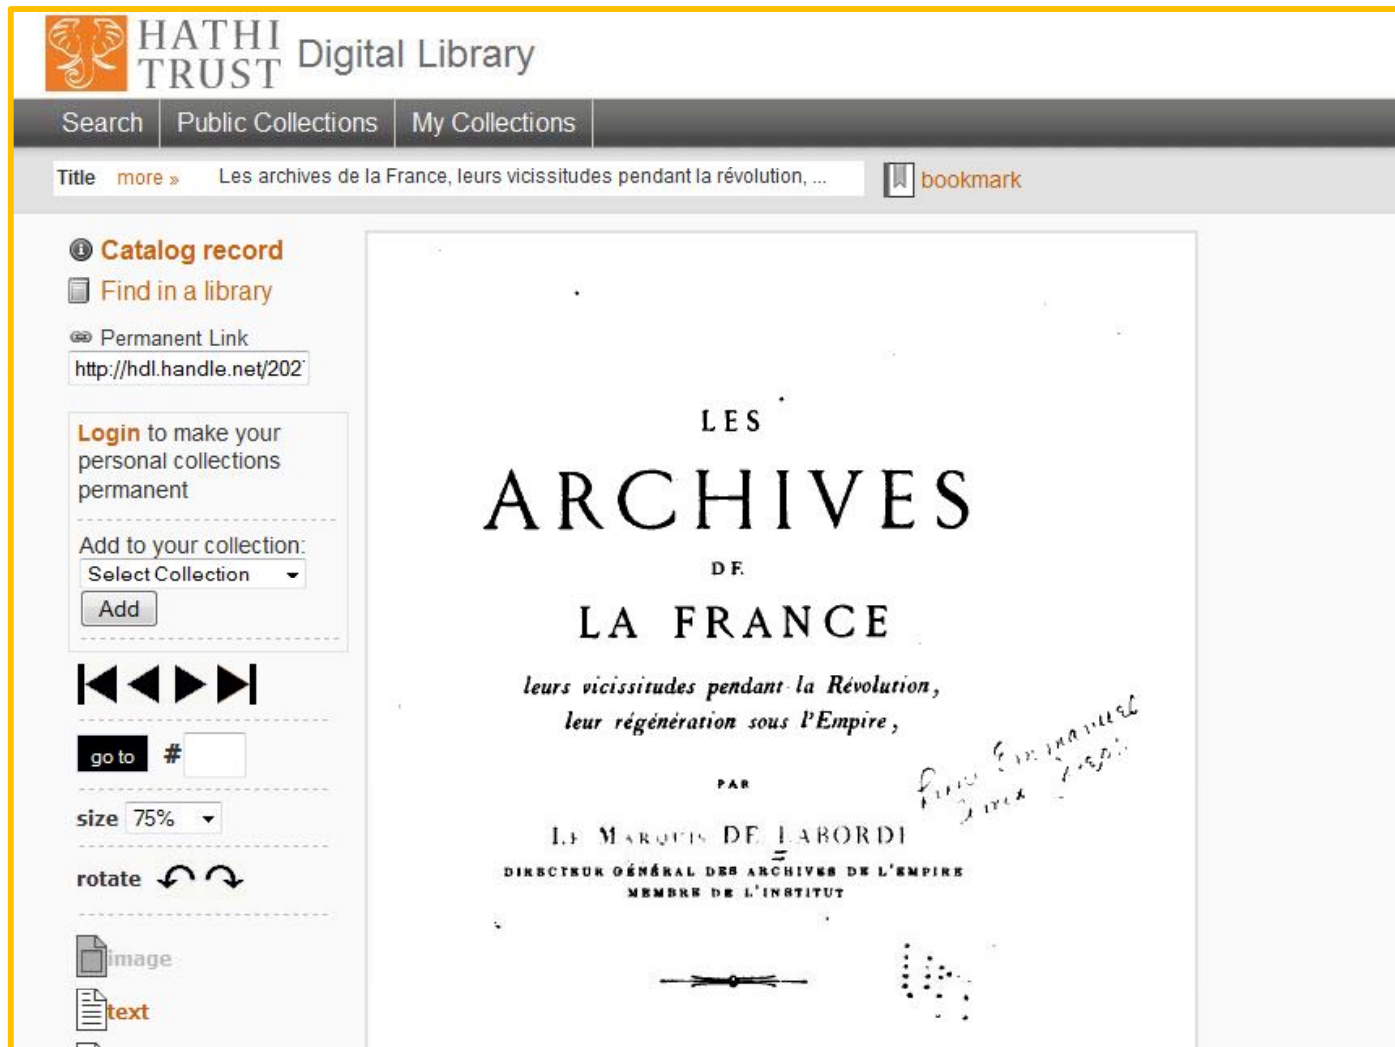 HATHI
TRUST
Digital Library
Search
Public Collections
My Collections
Title more » Les archives de la France, leurs vicissitudes pendant la révolution, ...
bookmark
Catalog record
Find in a library
Permanent Link
http://hdl.handle.net/202
Login to make your
personal collections
permanent
Add to your collection:
Select Collection
Add
go to #
size 75%
rotate
image
text
LES
ARCHIVES
DE
LA FRANCE
leurs vicissitudes pendant la Révolution,
leur régénération sous l'Empire,
PAR
LE MARQUIS DE LABORDE
DIRECTEUR GÉNÉRAL DES ARCHIVES DE L'EMPIRE
MEMBRE DE L'INSTITUT
Emmanuel